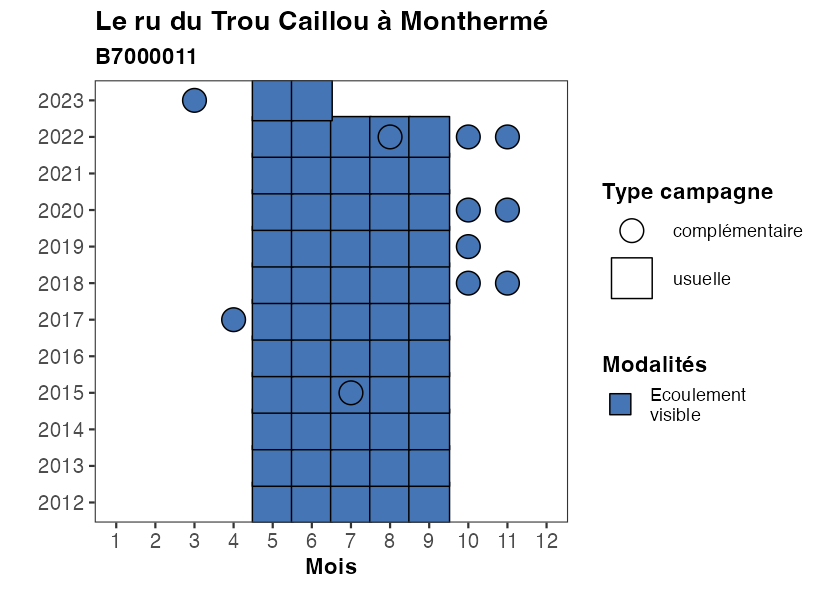 Le ru du Trou Caillou à Monthermé
B7000011
2023
2022
2021
2020
2019
2018
2017
2016
2015
2014
2013
2012
1 2 3 4 5 6 7 8 9 10 11 12
Mois
Type campagne
complémentaire
usuelle
Modalités
Ecoulement
visible